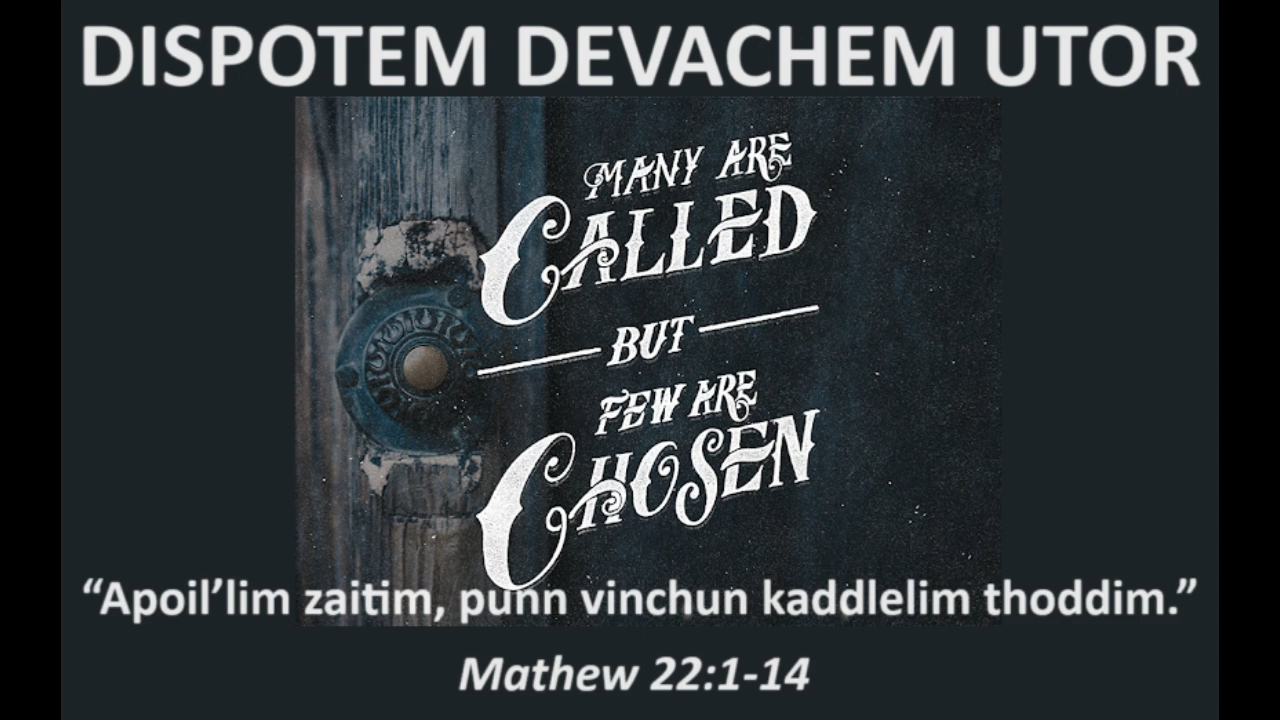 DISPOTEM DEVACHEM UTOR
MANY ARE
CALLED
BUT
FEW ARE
CHOSEN
“Apoil’lim zaitim, punn vinchun kaddlelim thoddim.”
Mathew 22:1-14